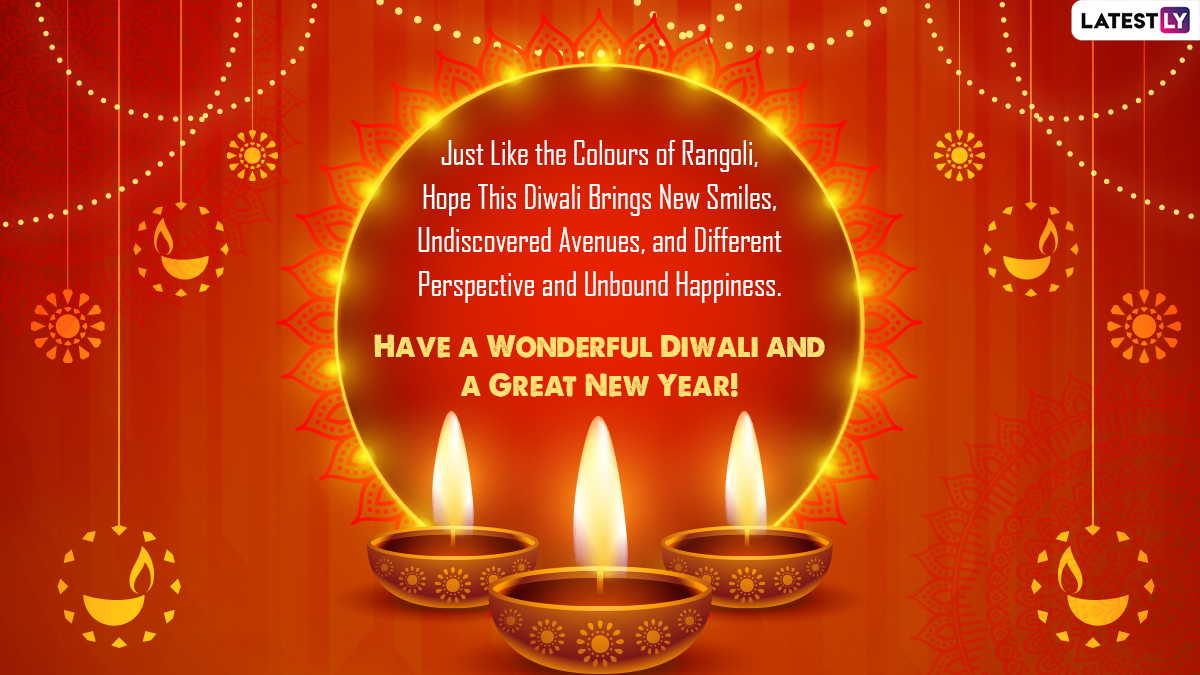 LATESTLY
Just Like the Colours of Rangoli,
Hope This Diwali Brings New Smiles,
Undiscovered Avenues, and Different
Perspective and Unbound Happiness.
Have a Wonderful Diwali and
a Great New Year!